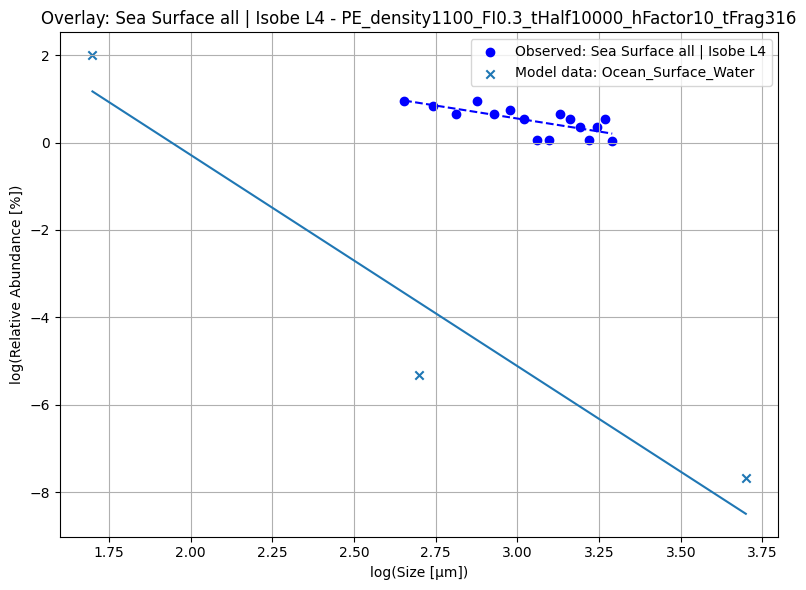 Overlay: Sea Surface all | Isobe L4 - PE_density1100_FI0.3_tHalf10000_hFactor10_tFrag316
Observed: Sea Surface all | Isobe L4
Model data: Ocean_Surface_Water
log(Relative Abundance [%])
2
0
−2
−4
−6
−8
1.75 2.00 2.25 2.50 2.75 3.00 3.25 3.50 3.75
log(Size [µm])